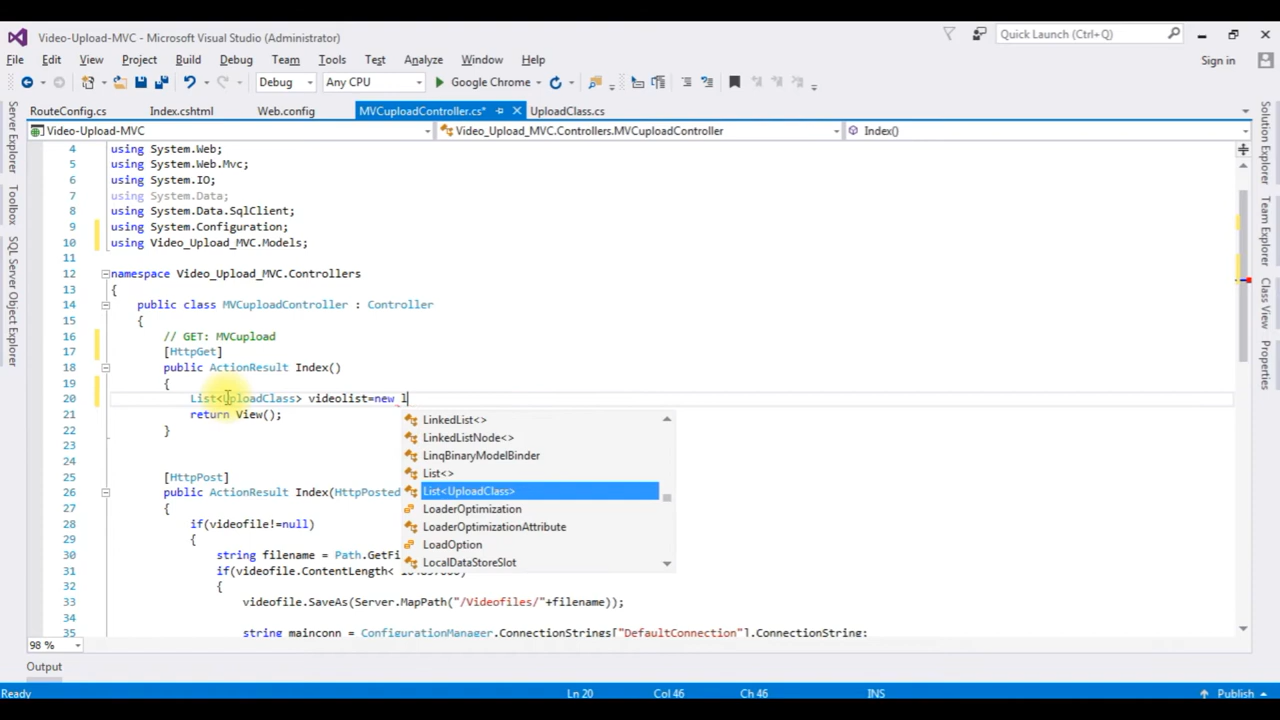 Video-Upload-MVC - Microsoft Visual Studio (Administrator)
Quick Launch (Ctrl+Q)
File Edit View Project Build Debug Team Tools Test Analyze Window Help
Sign in
Debug Any CPU Google Chrome
RouteConfig.cs Index.cshtml Web.config MVCuploadController.cs* UploadClass.cs
Video-Upload-MVC Video_Upload_MVC.Controllers.MVCuploadController Index()
Server Explorer
Toolbox
SQL Server Object Explorer
Solution Explorer
Team Explorer
Class View
Properties
4 using System.Web;
5 using System.Web.Mvc;
6 using System.IO;
7 using System.Data;
8 using System.Data.SqlClient;
9 using System.Configuration;
10 using Video_Upload_MVC.Models;
11
12 namespace Video_Upload_MVC.Controllers
13 {
14 public class MVCuploadController : Controller
15 {
16 // GET: MVCupload
17 [HttpGet]
18 public ActionResult Index()
19 {
20 List<UploadClass> videolist=new l
21 return View();
22 }
23
24
25 [HttpPost]
26 public ActionResult Index(HttpPosted
27 {
28 if(videofile!=null)
29 {
30 string filename = Path.GetFi
31 if(videofile.ContentLength<
32 {
33 videofile.SaveAs(Server.MapPath("/Videofiles/"+filename));
34
35 string mainconn = ConfigurationManager.ConnectionStrings["DefaultConnection"].ConnectionString;
LinkedList<>
LinkedListNode<>
LinqBinaryModelBinder
List<>
List<UploadClass>
LoaderOptimization
LoaderOptimizationAttribute
LoadOption
LocalDataStoreSlot
98 %
Output
Ready Ln 20 Col 46 Ch 46 INS Publish